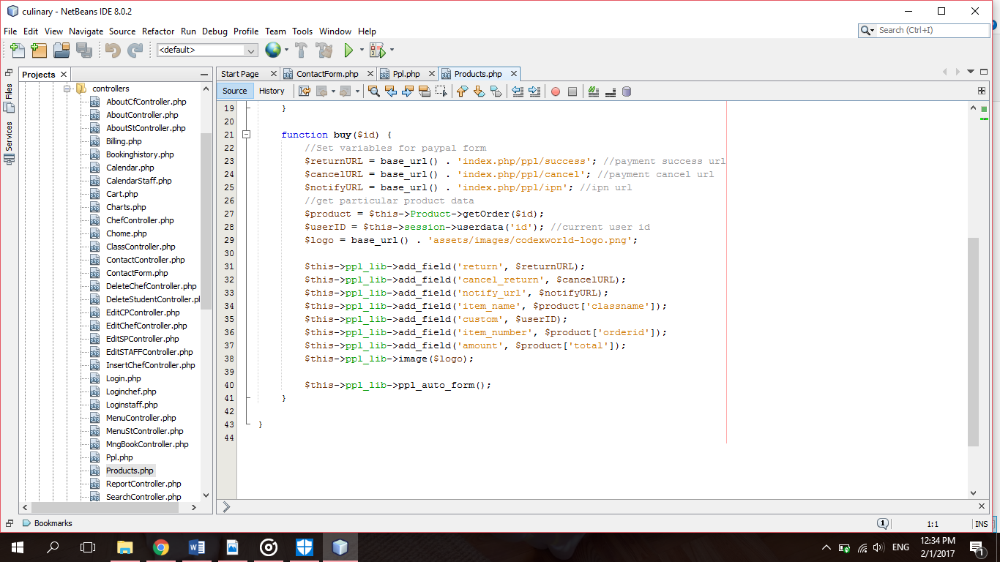 culinary - NetBeans IDE 8.0.2
File Edit View Navigate Source Refactor Run Debug Profile Team Tools Window Help
Search (Ctrl+I)
<default>
Files
Services
Projects
controllers
AboutCfController.php
AboutController.php
AboutStController.php
Billing.php
Bookinghistory.php
Calendar.php
CalendarStaff.php
Cart.php
Charts.php
ChefController.php
Chome.php
ClassController.php
ContactController.php
ContactForm.php
DeleteChefController.php
DeleteStudentController.pl
EditCPController.php
EditChefController.php
EditSPController.php
EditSTAFFController.php
InsertChefController.php
Login.php
Loginchef.php
Loginstaff.php
MenuController.php
MenuStController.php
MngBookController.php
Ppl.php
Products.php
ReportController.php
SearchController.php
Start Page ContactForm.php Ppl.php Products.php
Source History
19 }
20
21 function buy($id) {
22 //Set variables for paypal form
23 $returnURL = base_url() . 'index.php/ppl/success'; //payment success url
24 $cancelURL = base_url() . 'index.php/ppl/cancel'; //payment cancel url
25 $notifyURL = base_url() . 'index.php/ppl/ipn'; //ipn url
26 //get particular product data
27 $product = $this->Product->getOrder($id);
28 $userID = $this->session->userdata('id'); //current user id
29 $logo = base_url() . 'assets/images/codexworld-logo.png';
30
31 $this->ppl_lib->add_field('return', $returnURL);
32 $this->ppl_lib->add_field('cancel_return', $cancelURL);
33 $this->ppl_lib->add_field('notify_url', $notifyURL);
34 $this->ppl_lib->add_field('item_name', $product['classname']);
35 $this->ppl_lib->add_field('custom', $userID);
36 $this->ppl_lib->add_field('item_number', $product['orderid']);
37 $this->ppl_lib->add_field('amount', $product['total']);
38 $this->ppl_lib->image($logo);
39
40 $this->ppl_lib->ppl_auto_form();
41 }
42
43 }
44
Bookmarks
1
1:1
INS
ENG
12:34 PM
2/1/2017
1